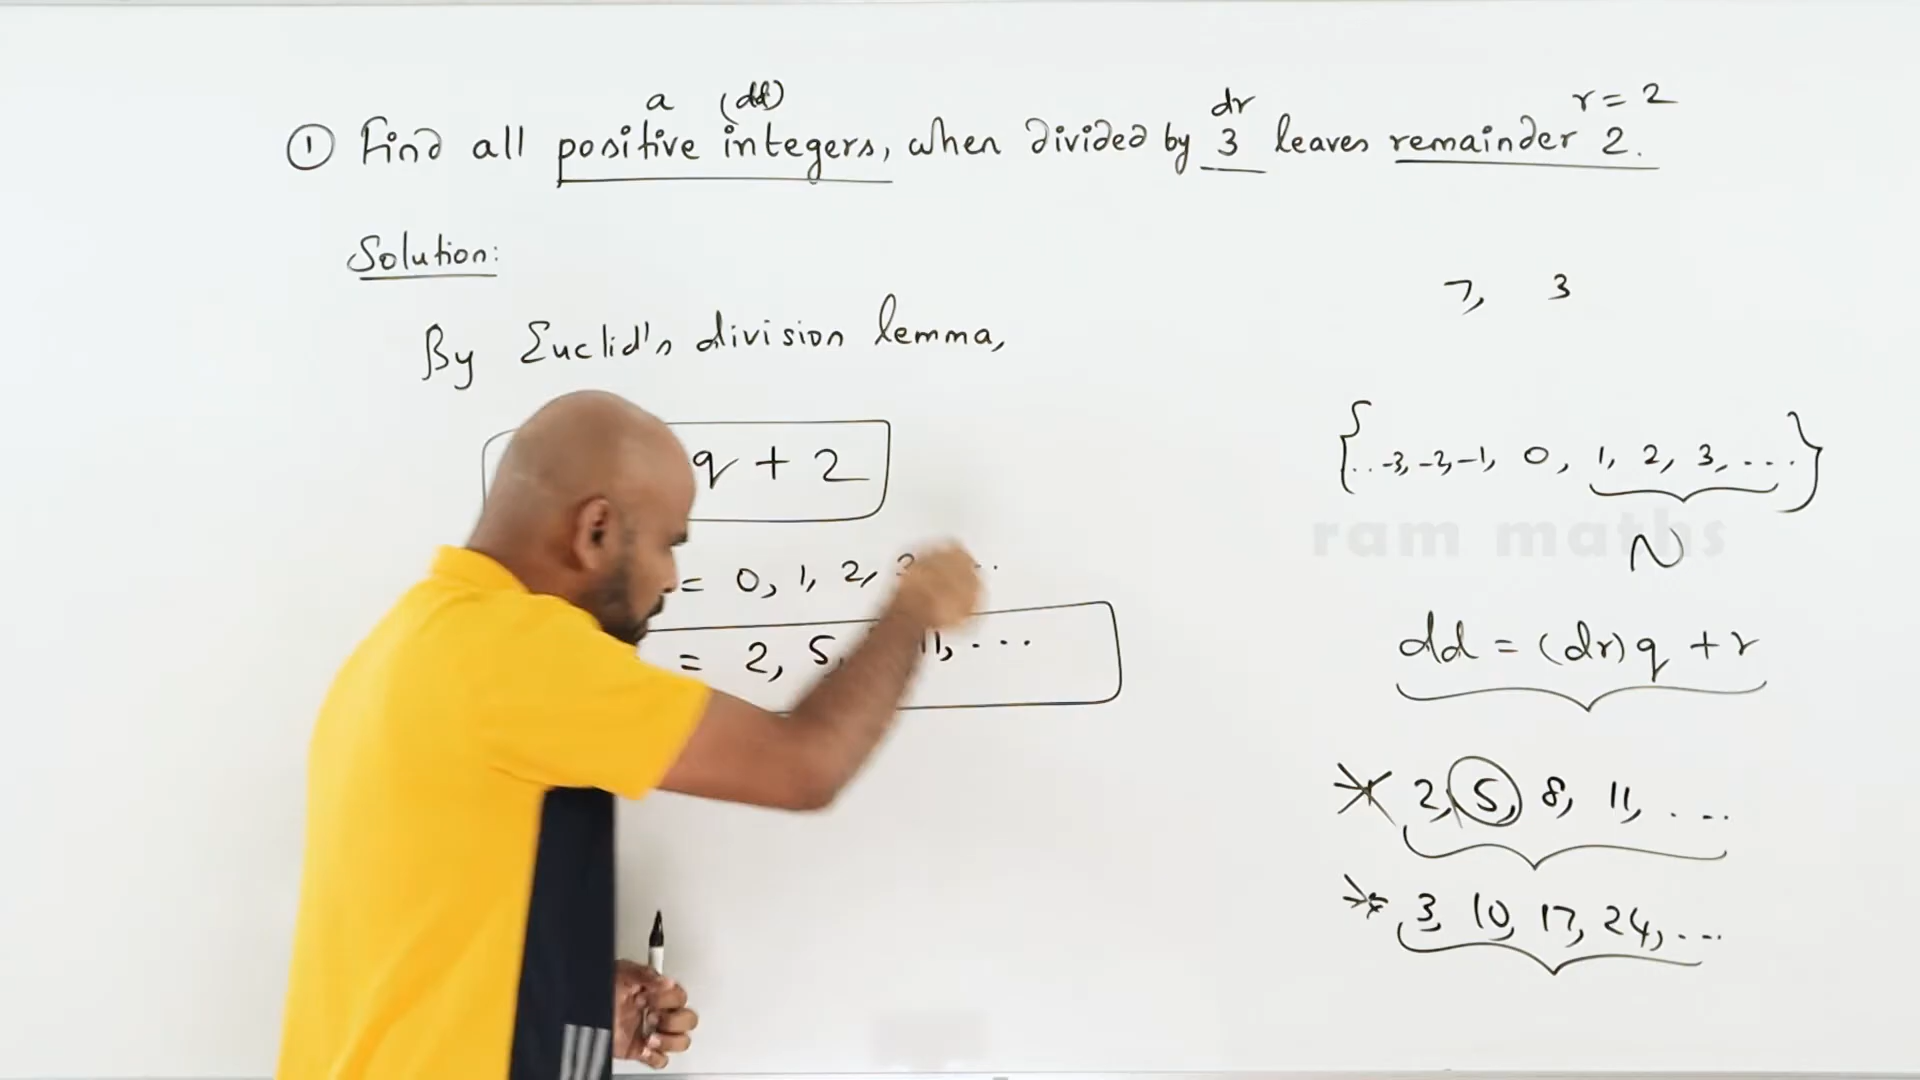 a (dd) dr r = 2
① Find all positive integers, when divided by 3 leaves remainder 2.
Solution:
7, 3
By Euclid's division lemma,
q + 2
{..-3, -2, -1, 0, 1, 2, 3, ...}
ram maths
N
= 0, 1, 2,
= 2, 5, 11, ...
dd = (dr)q + r
2, 5, 8, 11, ...
3, 10, 17, 24, ...